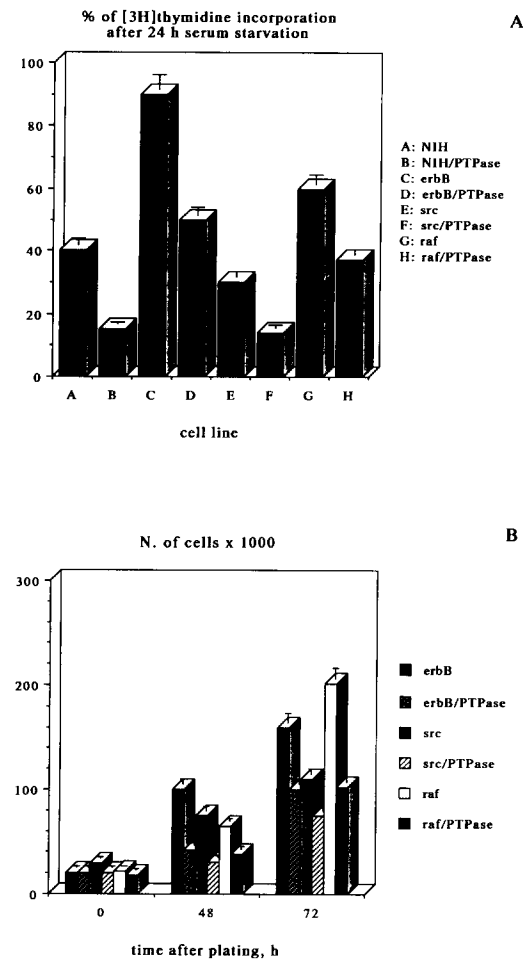 % of [3H]thymidine incorporation
after 24 h serum starvation
A
100
80
60
40
20
0
A B C D E F G H
cell line
A: NIH
B: NIH/PTPase
C: erbB
D: erbB/PTPase
E: src
F: src/PTPase
G: raf
H: raf/PTPase
B
N. of cells x 1000
300
200
100
0
0 48 72
time after plating, h
erbB
erbB/PTPase
src
src/PTPase
raf
raf/PTPase